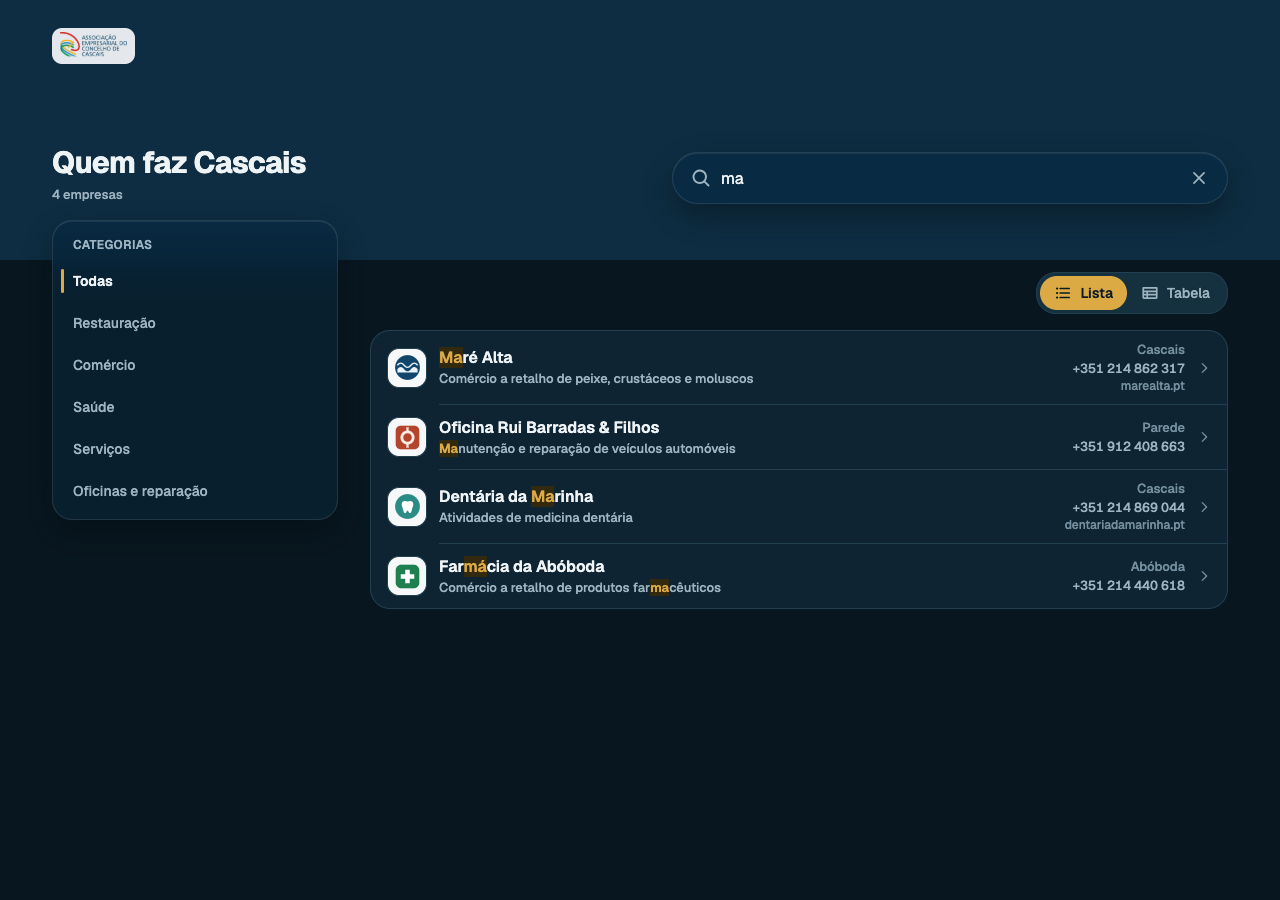 ASSOCIAÇÃO
EMPRESARIAL DO
CONCELHO DE
CASCAIS
Quem faz Cascais
4 empresas
ma
CATEGORIAS
Todas
Restauração
Comércio
Saúde
Serviços
Oficinas e reparação
Lista
Tabela
Maré Alta
Comércio a retalho de peixe, crustáceos e moluscos
Cascais
+351 214 862 317
marealta.pt
Oficina Rui Barradas & Filhos
Manutenção e reparação de veículos automóveis
Parede
+351 912 408 663
Dentária da Marinha
Atividades de medicina dentária
Cascais
+351 214 869 044
dentariadamarinha.pt
Farmácia da Abóboda
Comércio a retalho de produtos farmacêuticos
Abóboda
+351 214 440 618